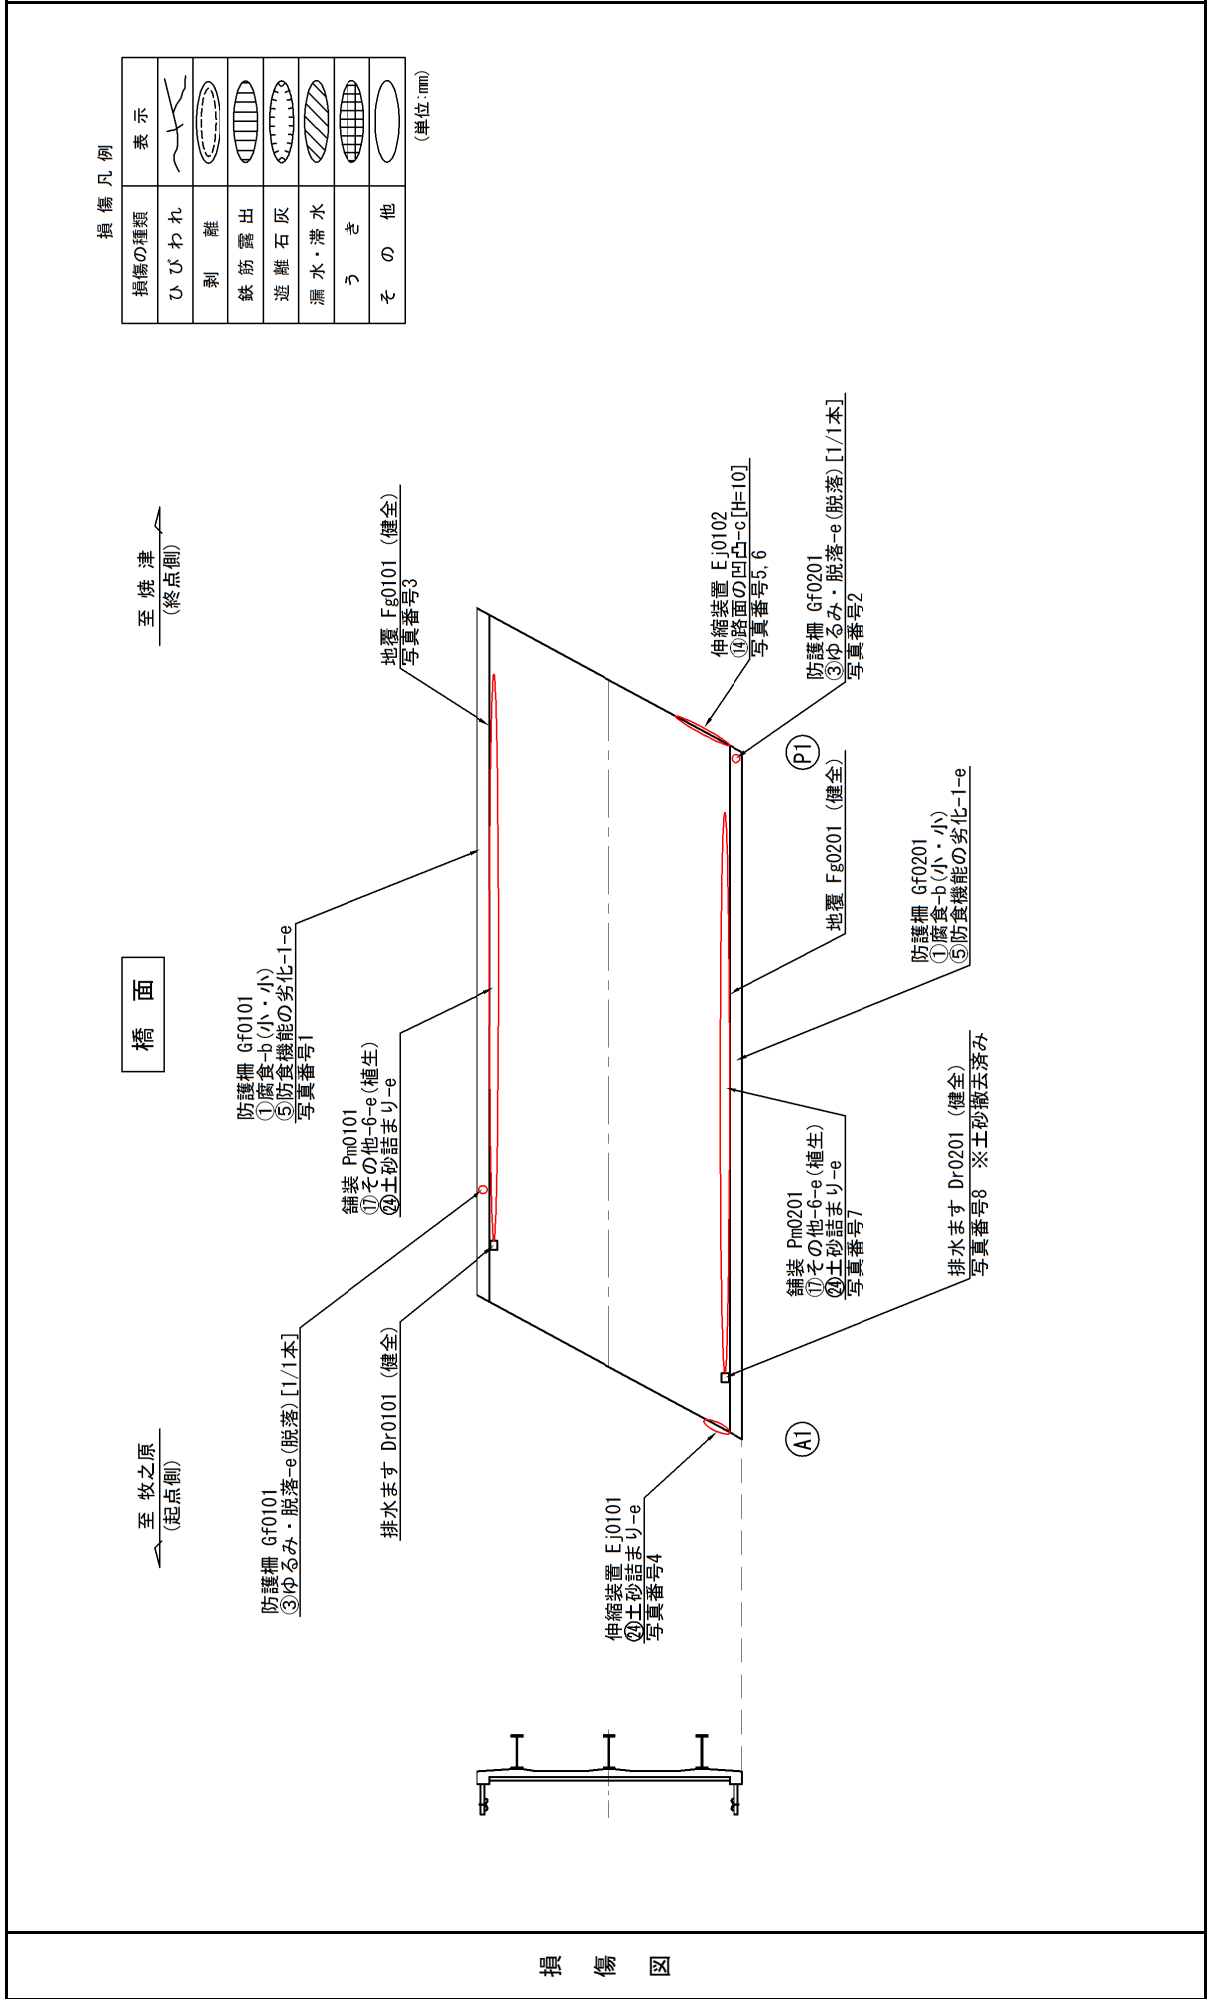 損 傷 図
橋 面
至 牧之原
(起点側)
至 焼 津
(終点側)
損 傷 凡 例
損傷の種類 表 示
ひ び わ れ
剥 離
鉄 筋 露 出
遊 離 石 灰
漏 水・滞 水
う き
そ の 他
(単位:mm)
防護柵 Gf0101
③ゆるみ・脱落-e(脱落)[1/1本]
排水ます Dr0101 (健全)
防護柵 Gf0101
①腐食-b(小・小)
⑤防食機能の劣化-1-e
写真番号1
舗装 Pm0101
⑰その他-6-e(植生)
㉔土砂詰まり-e
地覆 Fg0101 (健全)
写真番号3
伸縮装置 Ej0101
㉔土砂詰まり-e
写真番号4
伸縮装置 Ej0102
⑭路面の凹凸-c[H=10]
写真番号5,6
防護柵 Gf0201
③ゆるみ・脱落-e(脱落)[1/1本]
写真番号2
A1
P1
舗装 Pm0201
⑰その他-6-e(植生)
㉔土砂詰まり-e
写真番号7
地覆 Fg0201 (健全)
防護柵 Gf0201
①腐食-b(小・小)
⑤防食機能の劣化-1-e
排水ます Dr0201 (健全)
写真番号8 ※土砂撤去済み